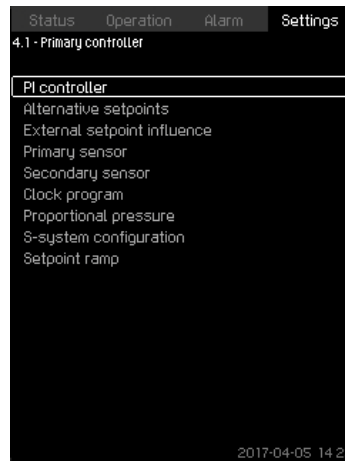 Status Operation Alarm Settings
4.1 - Primary controller
PI controller
Alternative setpoints
External setpoint influence
Primary sensor
Secondary sensor
Clock program
Proportional pressure
S-system configuration
Setpoint ramp
2017-04-05 14 2